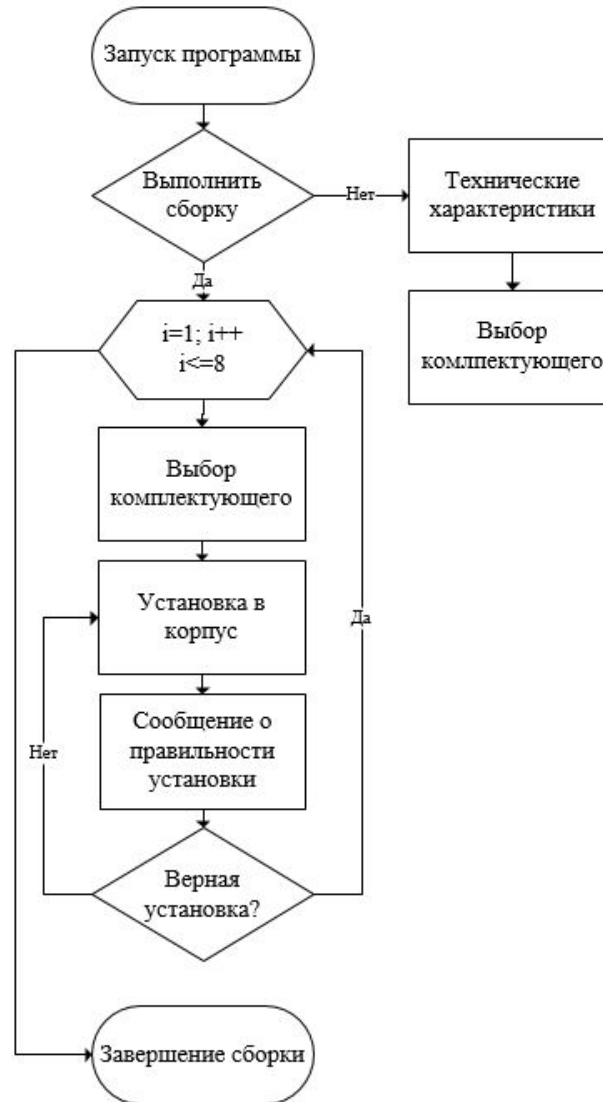 Запуск программы
Выполнить
сборку
Нет
Технические
характеристики
Да
Выбор
комлпектующего
i=1; i++
i<=8
Выбор
комплектующего
Установка в
корпус
Да
Сообщение о
правильности
установки
Нет
Верная
установка?
Завершение сборки